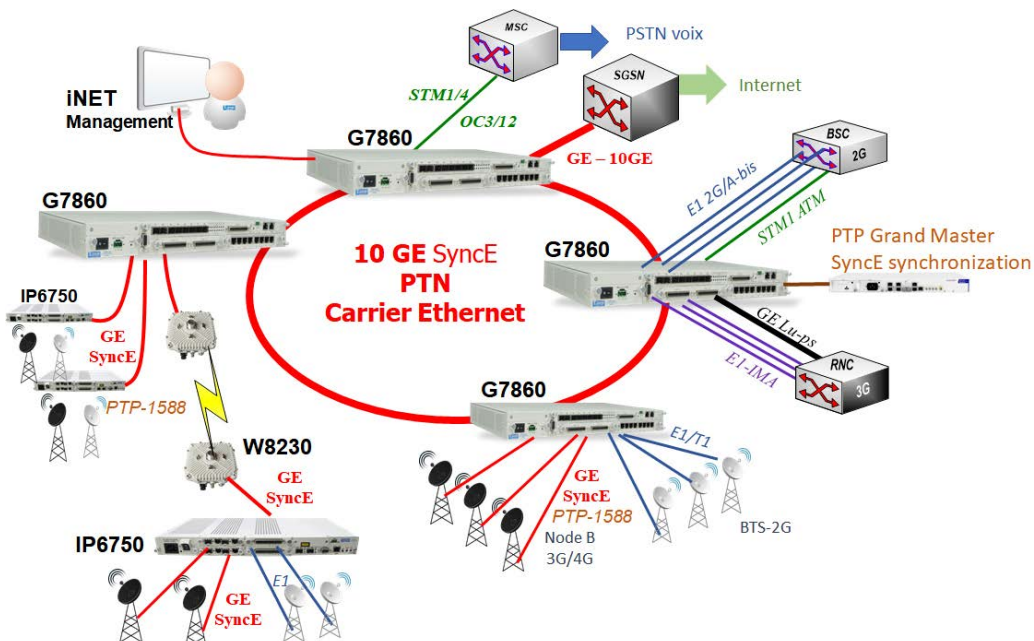 MSC
PSTN voix
SGSN
Internet
iNET
Management
STM1/4
OC3/12
G7860
GE – 10GE
BSC
2G
E1 2G/A-bis
STM1 ATM
G7860
10 GE SyncE
PTN
Carrier Ethernet
G7860
PTP Grand Master
SyncE synchronization
IP6750
GE
SyncE
PTP-1588
GE Lu-ps
E1-IMA
RNC
3G
G7860
W8230
GE
SyncE
E1/T1
GE
SyncE
PTP-1588
Node B
3G/4G
BTS-2G
IP6750
E1
GE
SyncE